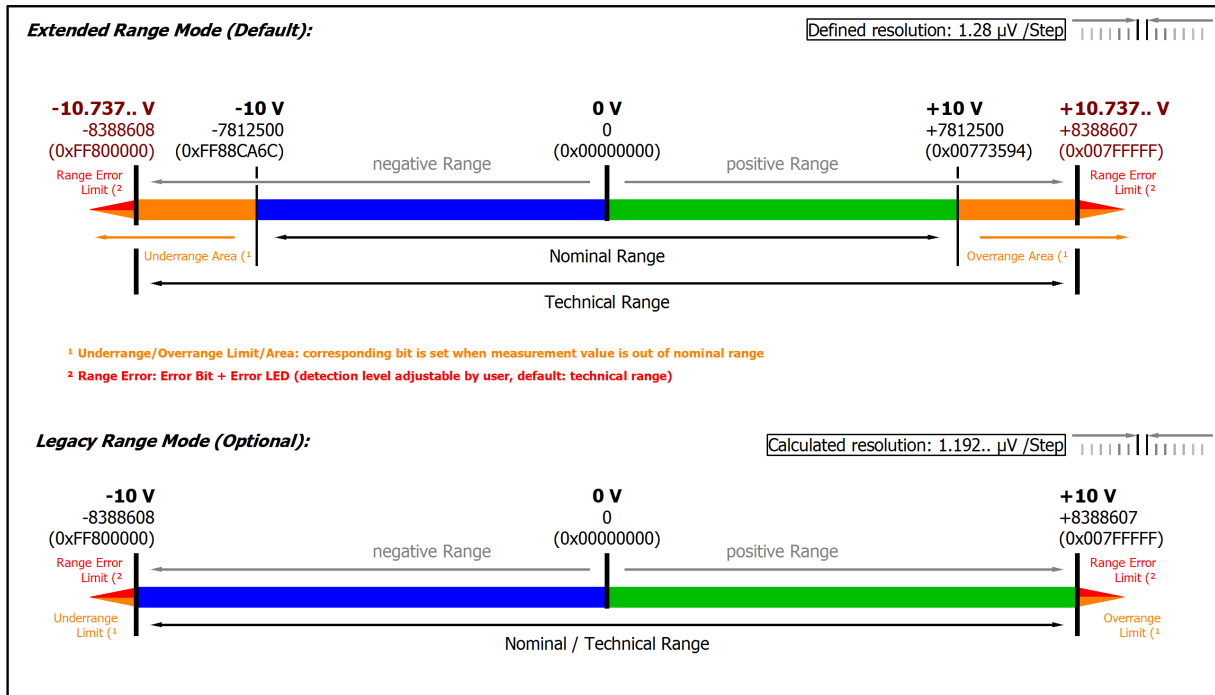 Extended Range Mode (Default):
Defined resolution: 1.28 µV /Step
-10.737.. V
-8388608
(0xFF800000)
-10 V
-7812500
(0xFF88CA6C)
0 V
0
(0x00000000)
+10 V
+7812500
(0x00773594)
+10.737.. V
+8388607
(0x007FFFFF)
negative Range
positive Range
Range Error
Limit (²
Range Error
Limit (²
Underrange Area (¹
Nominal Range
Overrange Area (¹
Technical Range
¹ Underrange/Overrange Limit/Area: corresponding bit is set when measurement value is out of nominal range
² Range Error: Error Bit + Error LED (detection level adjustable by user, default: technical range)
Legacy Range Mode (Optional):
Calculated resolution: 1.192.. µV /Step
-10 V
-8388608
(0xFF800000)
0 V
0
(0x00000000)
+10 V
+8388607
(0x007FFFFF)
negative Range
positive Range
Range Error
Limit (²
Range Error
Limit (²
Underrange
Limit (¹
Overrange
Limit (¹
Nominal / Technical Range